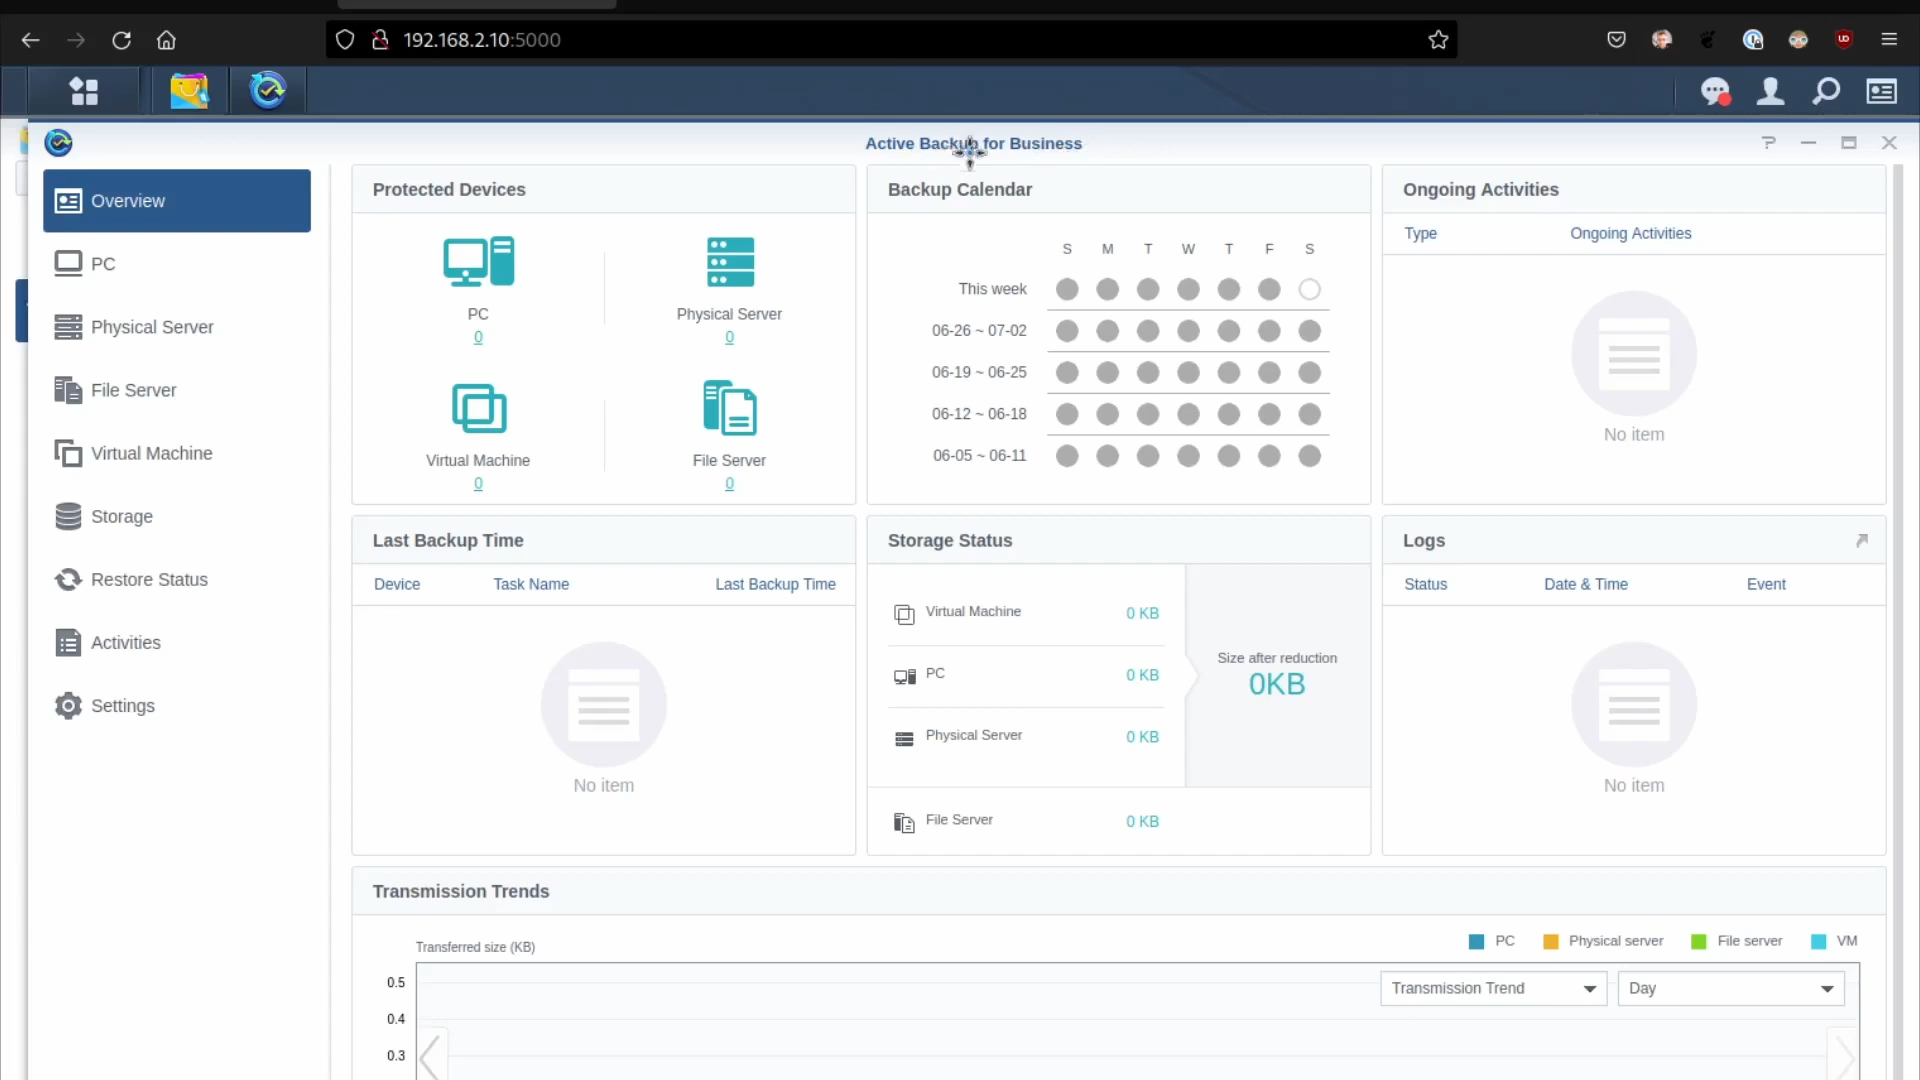 192.168.2.10:5000
Active Backup for Business
Overview
PC
Physical Server
File Server
Virtual Machine
Storage
Restore Status
Activities
Settings
Protected Devices
PC
0
Physical Server
0
Virtual Machine
0
File Server
0
Backup Calendar
S M T W T F S
This week
06-26 ~ 07-02
06-19 ~ 06-25
06-12 ~ 06-18
06-05 ~ 06-11
Ongoing Activities
Type Ongoing Activities
No item
Last Backup Time
Device Task Name Last Backup Time
No item
Storage Status
Virtual Machine 0 KB
PC 0 KB
Physical Server 0 KB
File Server 0 KB
Size after reduction
0KB
Logs
Status Date & Time Event
No item
Transmission Trends
Transferred size (KB)
PC Physical server File server VM
Transmission Trend Day
0.5
0.4
0.3